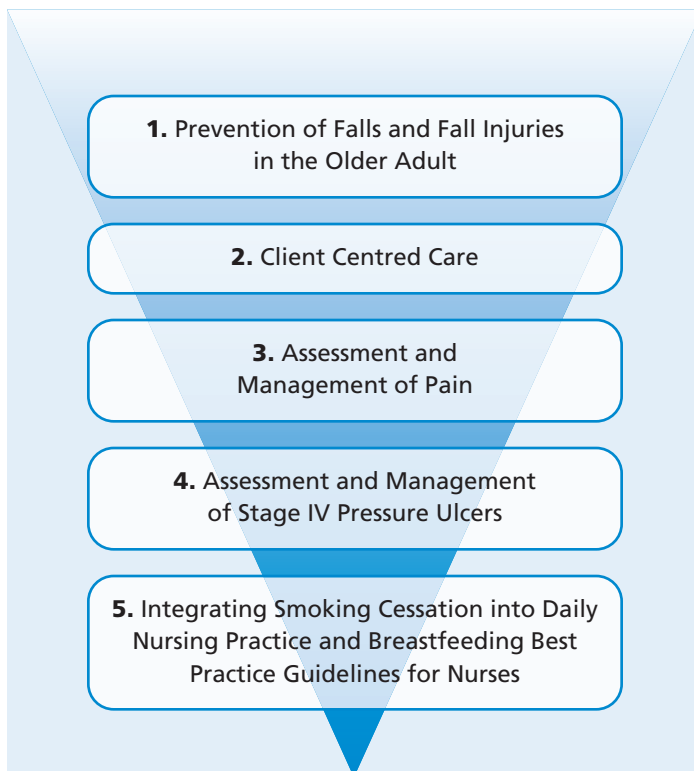 1. Prevention of Falls and Fall Injuries
in the Older Adult
2. Client Centred Care
3. Assessment and
Management of Pain
4. Assessment and Management
of Stage IV Pressure Ulcers
5. Integrating Smoking Cessation into Daily
Nursing Practice and Breastfeeding Best
Practice Guidelines for Nurses